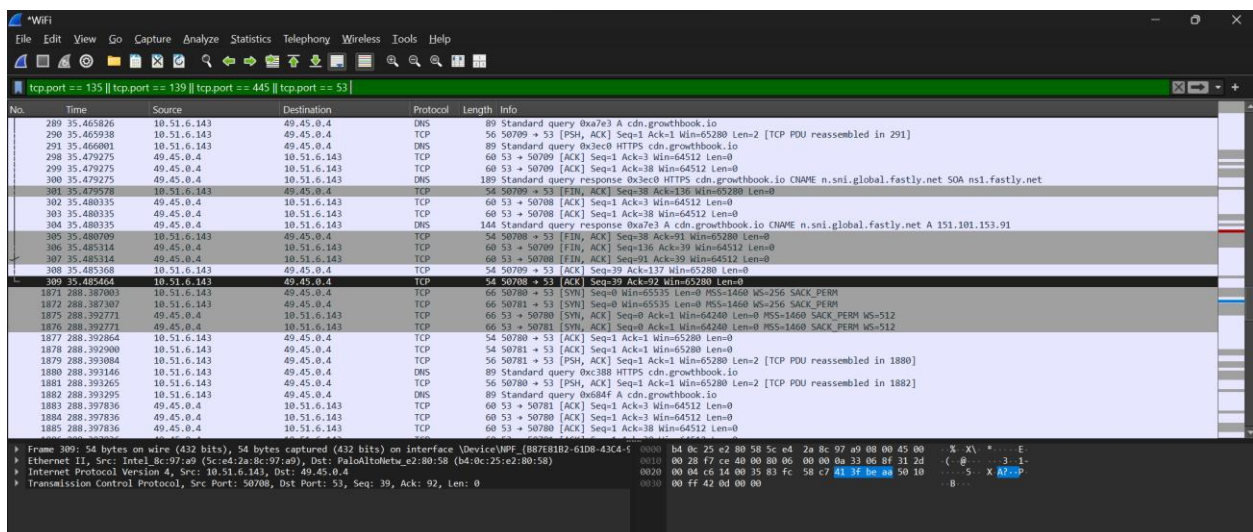 *WiFi
File Edit View Go Capture Analyze Statistics Telephony Wireless Tools Help
tcp.port == 135 || tcp.port == 139 || tcp.port == 445 || tcp.port == 53
No. Time Source Destination Protocol Length Info
289 35.465826 10.51.6.143 49.45.0.4 DNS 89 Standard query 0xa7e3 A cdn.growthbook.io
290 35.465938 10.51.6.143 49.45.0.4 TCP 56 50709 → 53 [PSH, ACK] Seq=1 Ack=1 Win=65280 Len=2 [TCP PDU reassembled in 291]
291 35.466001 10.51.6.143 49.45.0.4 DNS 89 Standard query 0x3ec0 HTTPS cdn.growthbook.io
298 35.479275 49.45.0.4 10.51.6.143 TCP 60 53 → 50709 [ACK] Seq=1 Ack=3 Win=64512 Len=0
299 35.479275 49.45.0.4 10.51.6.143 TCP 60 53 → 50709 [ACK] Seq=1 Ack=38 Win=64512 Len=0
300 35.479275 49.45.0.4 10.51.6.143 DNS 189 Standard query response 0x3ec0 HTTPS cdn.growthbook.io CNAME n.sni.global.fastly.net SOA ns1.fastly.net
301 35.479578 10.51.6.143 49.45.0.4 TCP 54 50709 → 53 [FIN, ACK] Seq=38 Ack=136 Win=65280 Len=0
302 35.480335 49.45.0.4 10.51.6.143 TCP 60 53 → 50708 [ACK] Seq=1 Ack=3 Win=64512 Len=0
303 35.480335 49.45.0.4 10.51.6.143 TCP 60 53 → 50708 [ACK] Seq=1 Ack=38 Win=64512 Len=0
304 35.480335 49.45.0.4 10.51.6.143 DNS 144 Standard query response 0xa7e3 A cdn.growthbook.io CNAME n.sni.global.fastly.net A 151.101.153.91
305 35.480709 10.51.6.143 49.45.0.4 TCP 54 50708 → 53 [FIN, ACK] Seq=38 Ack=91 Win=65280 Len=0
306 35.485314 49.45.0.4 10.51.6.143 TCP 60 53 → 50709 [FIN, ACK] Seq=136 Ack=39 Win=64512 Len=0
307 35.485314 49.45.0.4 10.51.6.143 TCP 60 53 → 50708 [FIN, ACK] Seq=91 Ack=39 Win=64512 Len=0
308 35.485368 10.51.6.143 49.45.0.4 TCP 54 50709 → 53 [ACK] Seq=39 Ack=137 Win=65280 Len=0
309 35.485464 10.51.6.143 49.45.0.4 TCP 54 50708 → 53 [ACK] Seq=39 Ack=92 Win=65280 Len=0
1871 288.387003 10.51.6.143 49.45.0.4 TCP 66 50780 → 53 [SYN] Seq=0 Win=65535 Len=0 MSS=1460 WS=256 SACK_PERM
1872 288.387307 10.51.6.143 49.45.0.4 TCP 66 50781 → 53 [SYN] Seq=0 Win=65535 Len=0 MSS=1460 WS=256 SACK_PERM
1875 288.392771 49.45.0.4 10.51.6.143 TCP 66 53 → 50780 [SYN, ACK] Seq=0 Ack=1 Win=64240 Len=0 MSS=1460 SACK_PERM WS=512
1876 288.392771 49.45.0.4 10.51.6.143 TCP 66 53 → 50781 [SYN, ACK] Seq=0 Ack=1 Win=64240 Len=0 MSS=1460 SACK_PERM WS=512
1877 288.392864 10.51.6.143 49.45.0.4 TCP 54 50780 → 53 [ACK] Seq=1 Ack=1 Win=65280 Len=0
1878 288.392900 10.51.6.143 49.45.0.4 TCP 54 50781 → 53 [ACK] Seq=1 Ack=1 Win=65280 Len=0
1879 288.393084 10.51.6.143 49.45.0.4 TCP 56 50781 → 53 [PSH, ACK] Seq=1 Ack=1 Win=65280 Len=2 [TCP PDU reassembled in 1880]
1880 288.393146 10.51.6.143 49.45.0.4 DNS 89 Standard query 0xc388 HTTPS cdn.growthbook.io
1881 288.393265 10.51.6.143 49.45.0.4 TCP 56 50780 → 53 [PSH, ACK] Seq=1 Ack=1 Win=65280 Len=2 [TCP PDU reassembled in 1882]
1882 288.393295 10.51.6.143 49.45.0.4 DNS 89 Standard query 0x684f A cdn.growthbook.io
1883 288.397836 49.45.0.4 10.51.6.143 TCP 60 53 → 50781 [ACK] Seq=1 Ack=3 Win=64512 Len=0
1884 288.397836 49.45.0.4 10.51.6.143 TCP 60 53 → 50780 [ACK] Seq=1 Ack=38 Win=64512 Len=0
Frame 309: 54 bytes on wire (432 bits), 54 bytes captured (432 bits) on interface \Device\NPF_{B87E81B2-61D8-43C4-9
Ethernet II, Src: Intel_8c:97:a9 (5c:e4:2a:8c:97:a9), Dst: PaloAltoNetw_e2:80:58 (b4:0c:25:e2:80:58)
Internet Protocol Version 4, Src: 10.51.6.143, Dst: 49.45.0.4
Transmission Control Protocol, Src Port: 50708, Dst Port: 53, Seq: 39, Ack: 92, Len: 0
0000 b4 0c 25 e2 80 58 5c e4 2a 8c 97 a9 08 00 45 00 ··%··X\· *·····E·
0010 00 28 f7 ce 40 00 80 06 00 00 0a 33 06 8f 31 2d ·(··@··· ···3··1-
0020 00 04 c6 14 00 35 83 fc 58 c7 41 3f be aa 50 10 ·····5·· X·A?··P·
0030 00 ff 42 0d 00 00 ··B···